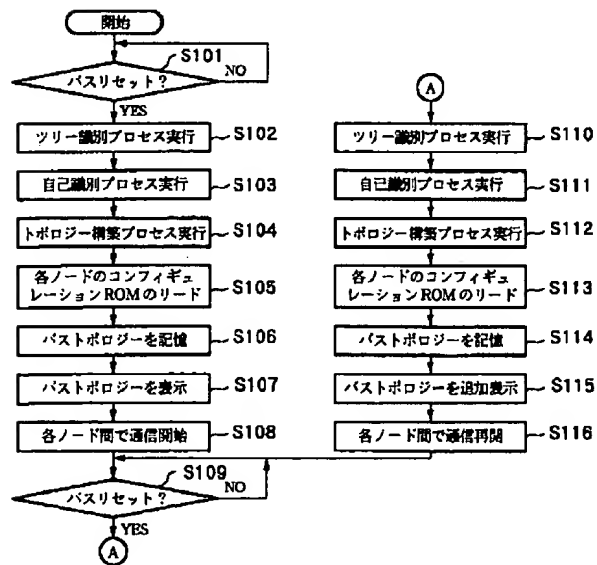 開始
S101
バスリセット?
NO
YES
ツリー識別プロセス実行
S102
自己識別プロセス実行
S103
トポロジー構築プロセス実行
S104
各ノードのコンフィギュ
レーションROMのリード
S105
バストポロジーを記憶
S106
バストポロジーを表示
S107
各ノード間で通信開始
S108
S109
バスリセット?
NO
YES
A
A
ツリー識別プロセス実行
S110
自己識別プロセス実行
S111
トポロジー構築プロセス実行
S112
各ノードのコンフィギュ
レーションROMのリード
S113
バストポロジーを記憶
S114
バストポロジーを追加表示
S115
各ノード間で通信再開
S116